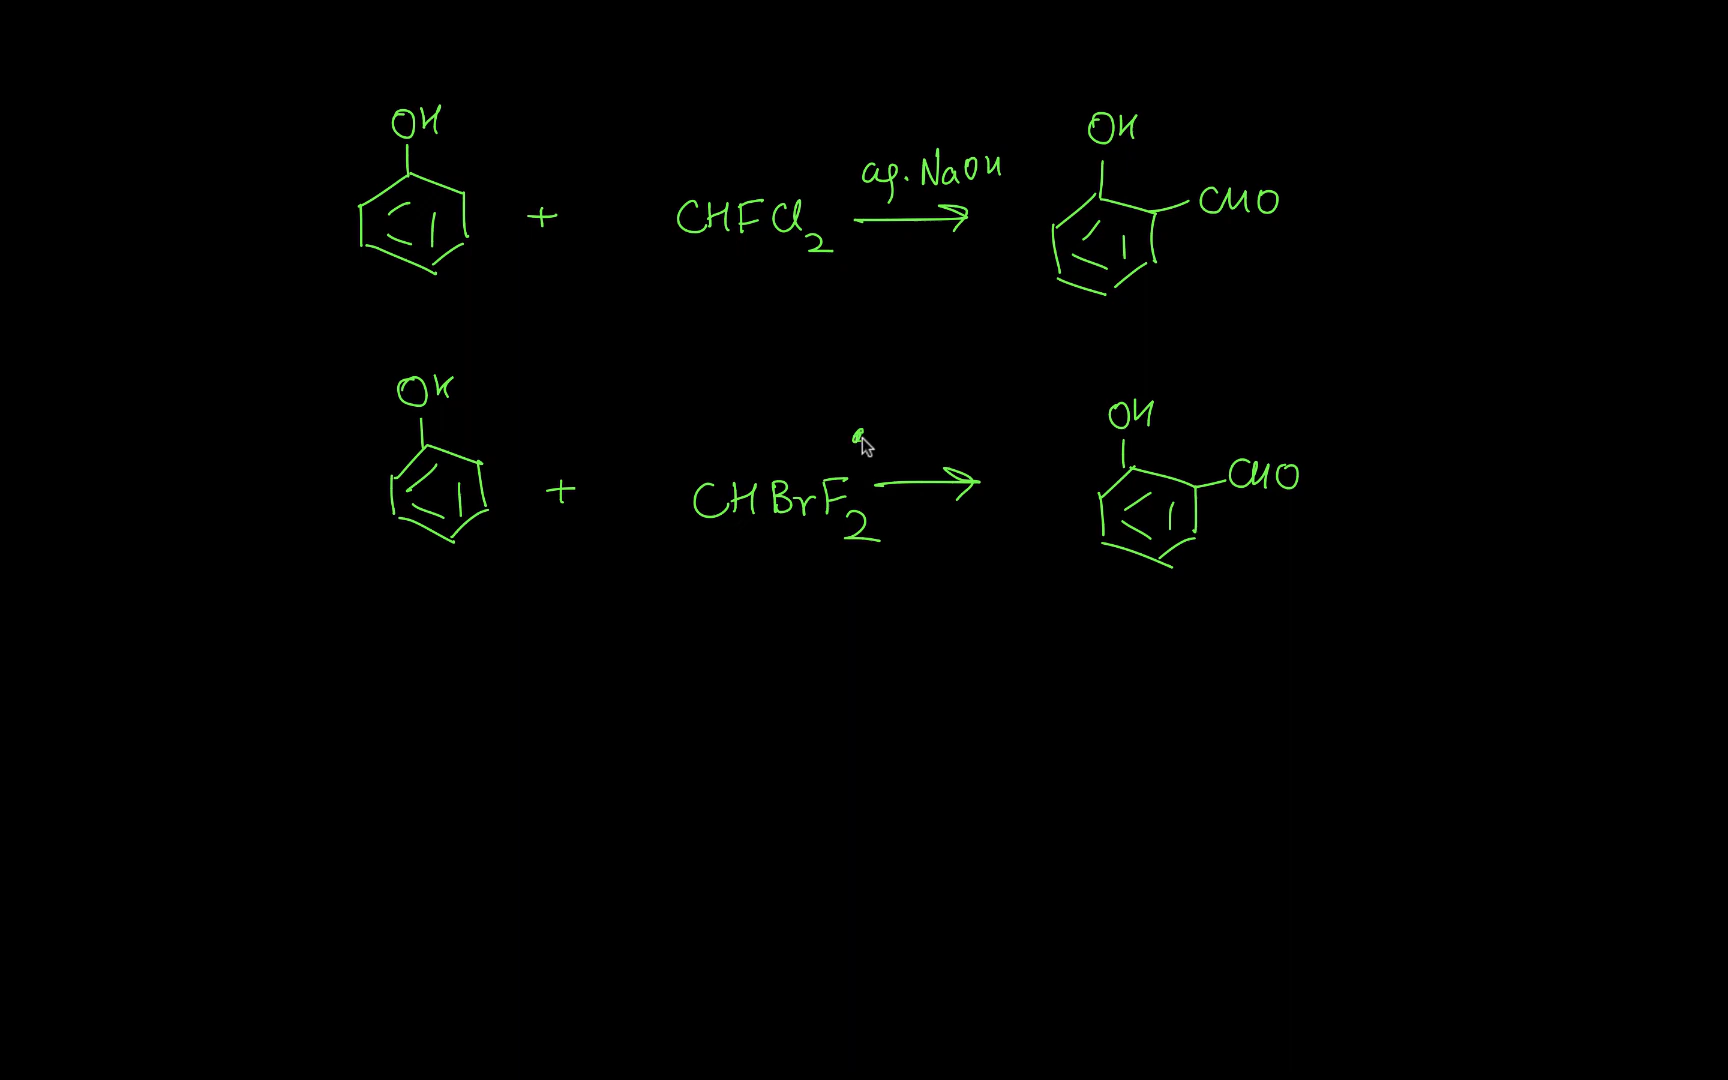 OH
OH
aq. NaOH
CHO
+ CHFCl2
OH
OH
CHO
+ CHBrF2